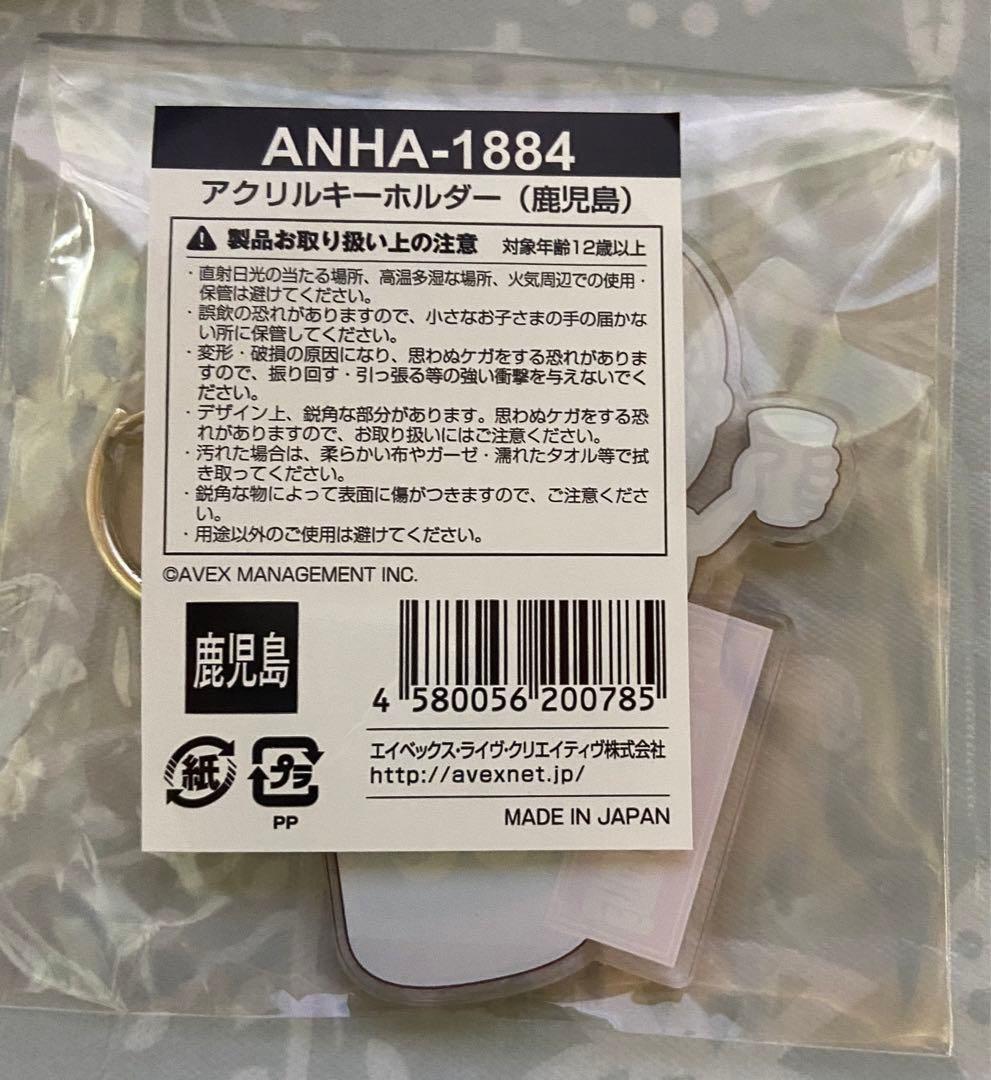 ANHA-1884
アクリルキーホルダー（鹿児島）
製品お取り扱い上の注意 対象年齢12歳以上
・直射日光の当たる場所、高温多湿な場所、火気周辺での使用・
保管は避けてください。
・誤飲の恐れがありますので、小さなお子さまの手の届かな
い所に保管してください。
・変形・破損の原因になり、思わぬケガをする恐れがありま
すので、振り回す・引っ張る等の強い衝撃を与えないでく
ださい。
・デザイン上、鋭角な部分があります。思わぬケガをする恐
れがありますので、お取り扱いにはご注意ください。
・汚れた場合は、柔らかい布やガーゼ・濡れたタオル等で拭
き取ってください。
・鋭角な物によって表面に傷がつきますので、ご注意くださ
い。
・用途以外のご使用は避けてください。
©AVEX MANAGEMENT INC.
鹿児島
4 580056 200785
紙
プラ
PP
エイベックス・ライヴ・クリエイティヴ株式会社
http://avexnet.jp/
MADE IN JAPAN